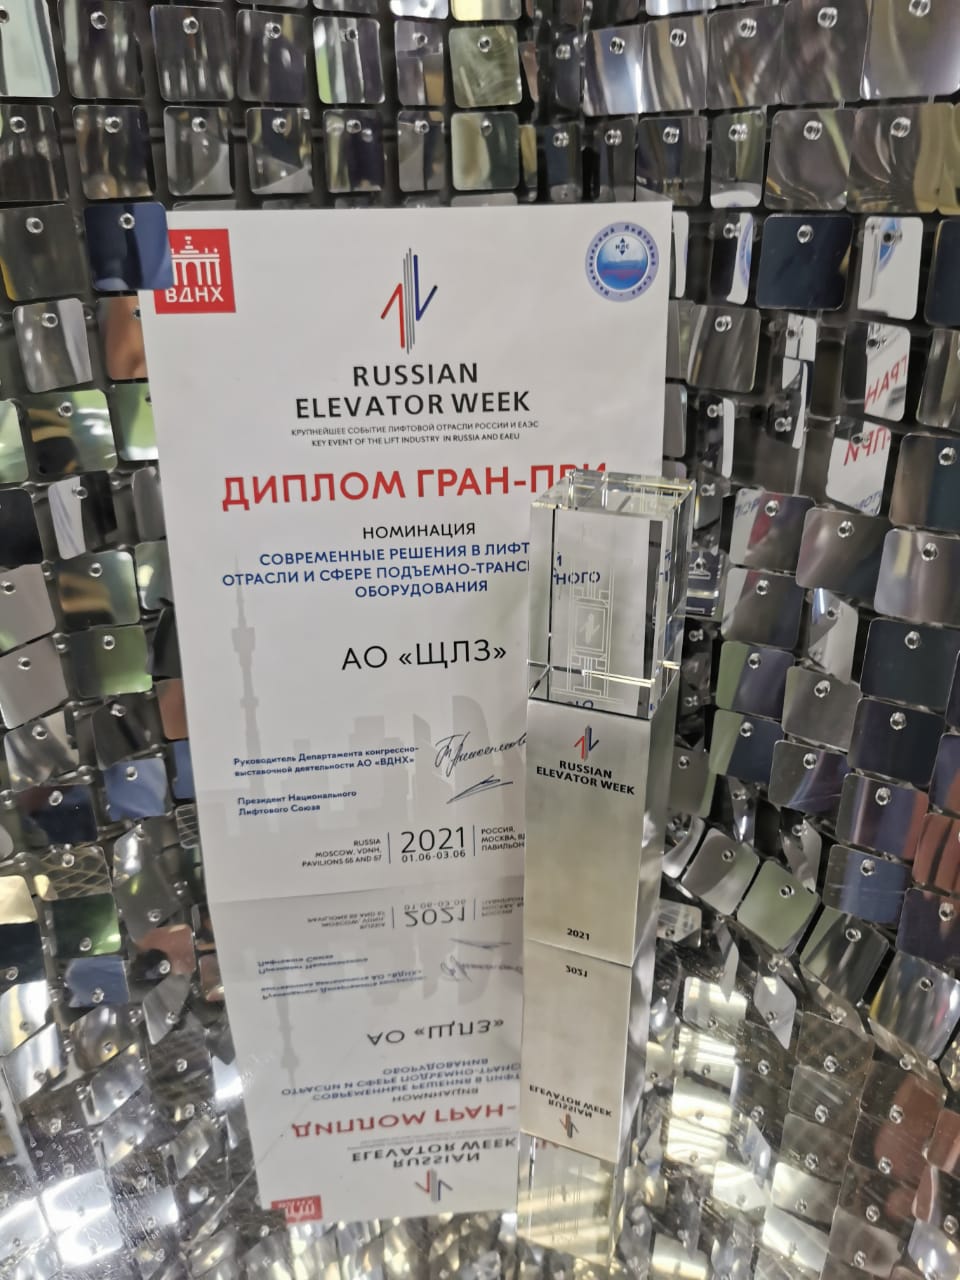 ВДНХ
НЛС
RUSSIAN
ELEVATOR WEEK
КРУПНЕЙШЕЕ СОБЫТИЕ ЛИФТОВОЙ ОТРАСЛИ РОССИИ И ЕАЭС
KEY EVENT OF THE LIFT INDUSTRY IN RUSSIA AND EAEU
ДИПЛОМ ГРАН-ПРИ
НОМИНАЦИЯ
СОВРЕМЕННЫЕ РЕШЕНИЯ В ЛИФТ
ОТРАСЛИ И СФЕРЕ ПОДЪЕМНО-ТРАНС НОГО
ОБОРУДОВАНИЯ
АО «ЩЛЗ»
Руководитель Департамента конгрессно-
выставочной деятельности АО «ВДНХ»
Президент Национального
Лифтового Союза
RUSSIA
MOSCOW, VDNH,
PAVILIONS 55 AND 57
2021
01.06-03.06
РОССИЯ,
МОСКВА, ВД
ПАВИЛЬОН
RUSSIAN
ELEVATOR WEEK
2021